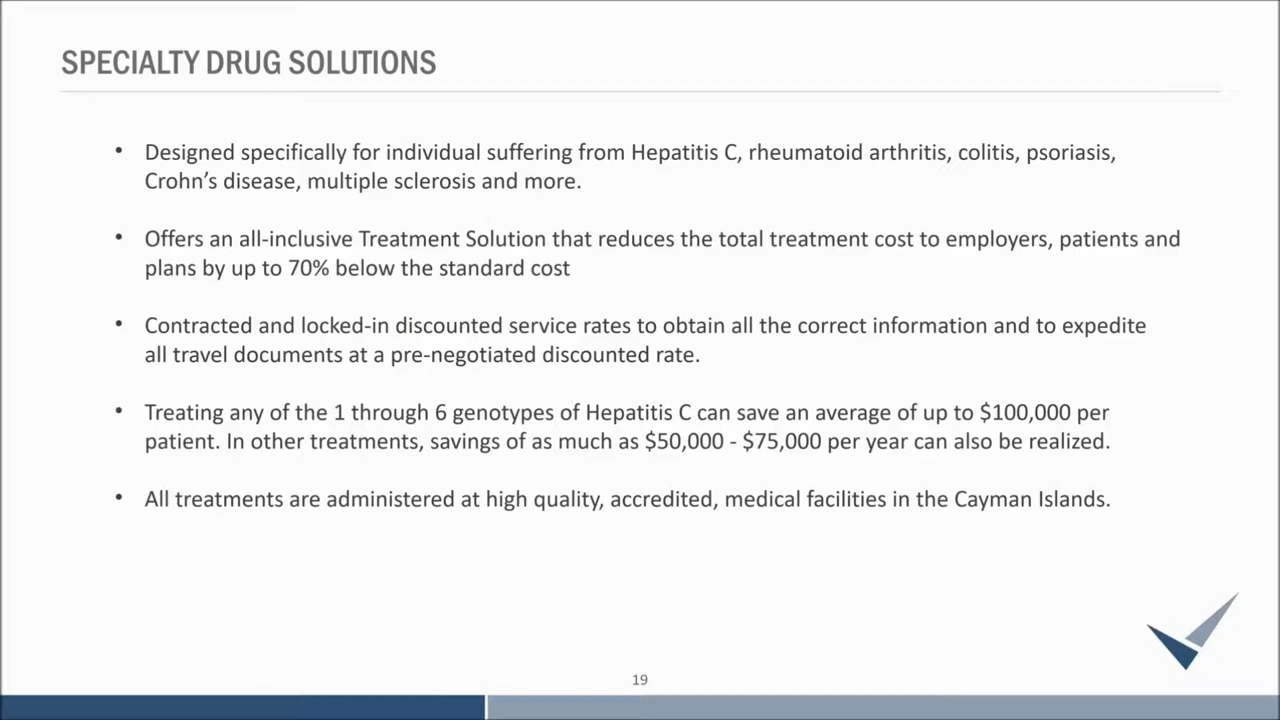 SPECIALTY DRUG SOLUTIONS
• Designed specifically for individual suffering from Hepatitis C, rheumatoid arthritis, colitis, psoriasis,
Crohn’s disease, multiple sclerosis and more.
• Offers an all-inclusive Treatment Solution that reduces the total treatment cost to employers, patients and
plans by up to 70% below the standard cost
• Contracted and locked-in discounted service rates to obtain all the correct information and to expedite
all travel documents at a pre-negotiated discounted rate.
• Treating any of the 1 through 6 genotypes of Hepatitis C can save an average of up to $100,000 per
patient. In other treatments, savings of as much as $50,000 - $75,000 per year can also be realized.
• All treatments are administered at high quality, accredited, medical facilities in the Cayman Islands.
19